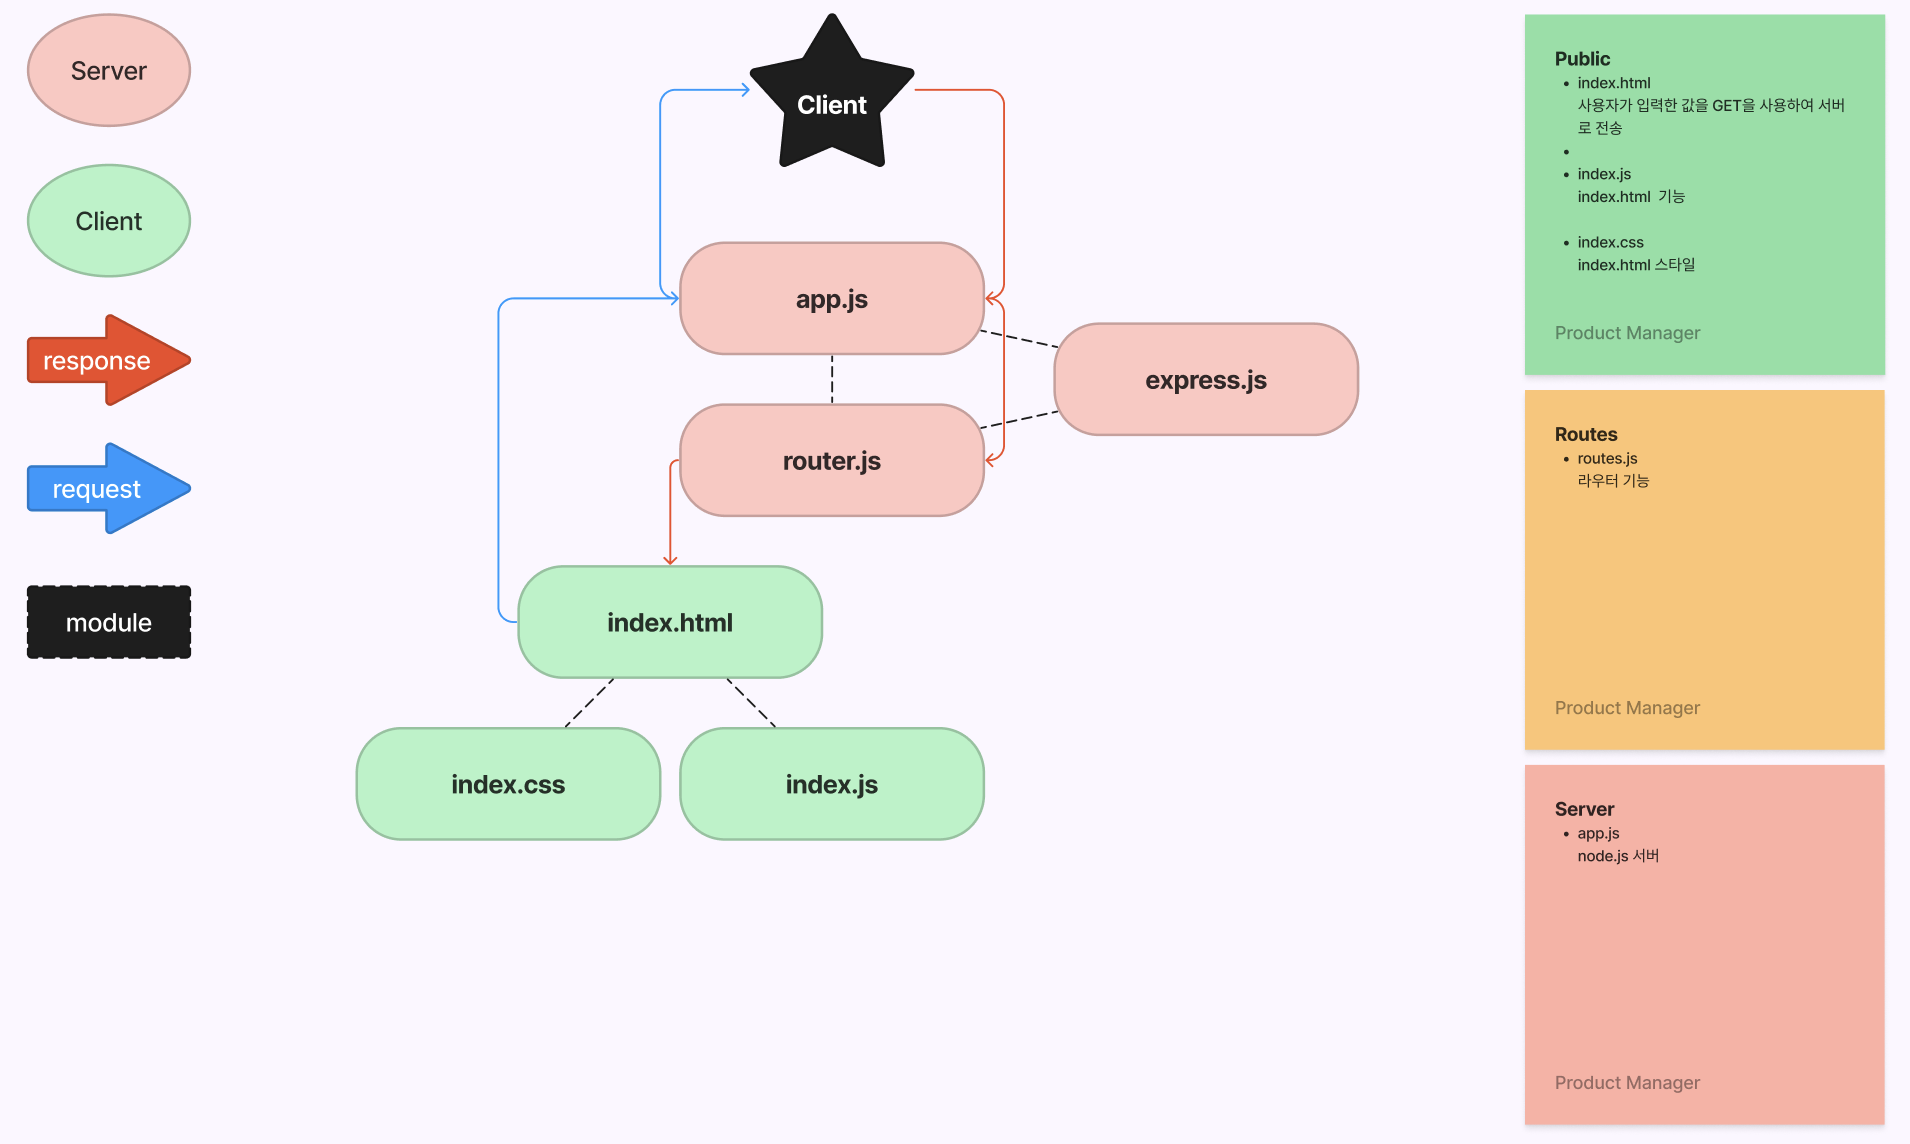 Server
Client
response
request
module
Client
app.js
express.js
router.js
index.html
index.css
index.js
Public
• index.html
사용자가 입력한 값을 GET을 사용하여 서버
로 전송
•
• index.js
index.html 기능
• index.css
index.html 스타일
Product Manager
Routes
• routes.js
라우터 기능
Product Manager
Server
• app.js
node.js 서버
Product Manager